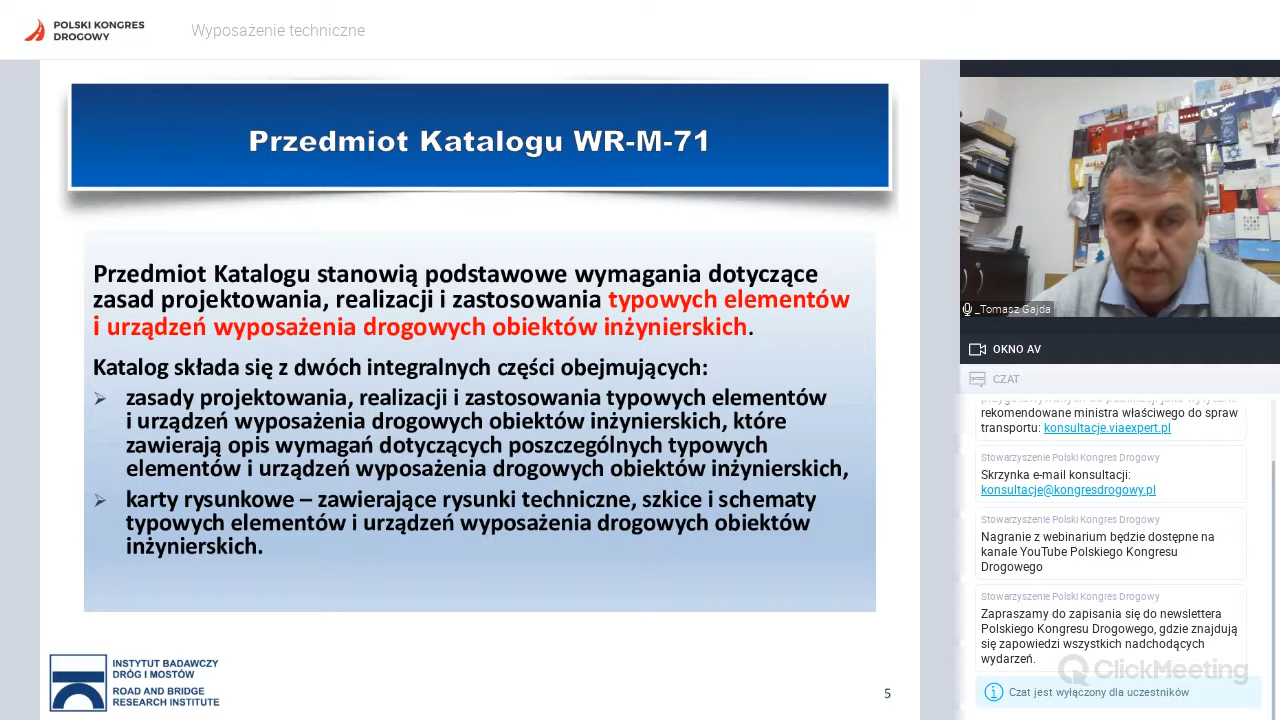 POLSKI KONGRES
DROGOWY
Wyposażenie techniczne
Przedmiot Katalogu WR-M-71
Przedmiot Katalogu stanowią podstawowe wymagania dotyczące
zasad projektowania, realizacji i zastosowania typowych elementów
i urządzeń wyposażenia drogowych obiektów inżynierskich.
Katalog składa się z dwóch integralnych części obejmujących:
zasady projektowania, realizacji i zastosowania typowych elementów
i urządzeń wyposażenia drogowych obiektów inżynierskich, które
zawierają opis wymagań dotyczących poszczególnych typowych
elementów i urządzeń wyposażenia drogowych obiektów inżynierskich,
karty rysunkowe – zawierające rysunki techniczne, szkice i schematy
typowych elementów i urządzeń wyposażenia drogowych obiektów
inżynierskich.
INSTYTUT BADAWCZY
DRÓG I MOSTÓW
ROAD AND BRIDGE
RESEARCH INSTITUTE
5
_Tomasz Gajda
OKNO AV
CZAT
rekomendowane ministra właściwego do spraw
transportu: konsultacje.viaexpert.pl
Stowarzyszenie Polski Kongres Drogowy
Skrzynka e-mail konsultacji:
konsultacje@kongresdrogowy.pl
Stowarzyszenie Polski Kongres Drogowy
Nagranie z webinarium będzie dostępne na
kanale YouTube Polskiego Kongresu
Drogowego
Stowarzyszenie Polski Kongres Drogowy
Zapraszamy do zapisania się do newslettera
Polskiego Kongresu Drogowego, gdzie znajdują
się zapowiedzi wszystkich nadchodzących
wydarzeń.
ClickMeeting
Czat jest wyłączony dla uczestników